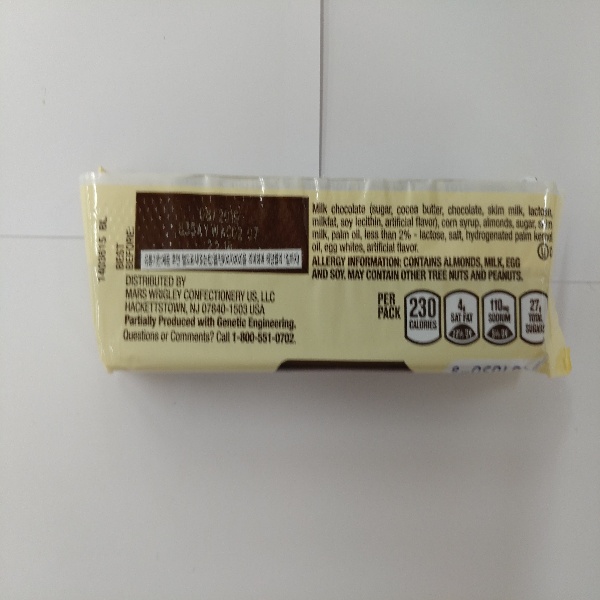 1403615 BL
BEST
BEFORE:
DISTRIBUTED BY
MARS WRIGLEY CONFECTIONERY US, LLC
HACKETTSTOWN, NJ 07840-1503 USA
Partially Produced with Genetic Engineering.
Questions or Comments? Call 1-800-551-0702.
Milk chocolate (sugar, cocoa butter, chocolate, skim milk, lactose,
milkfat, soy lecithin, artificial flavor), corn syrup, almonds, sugar, skim
milk, palm oil, less than 2% - lactose, salt, hydrogenated palm kernel
oil, egg whites, artificial flavor.
ALLERGY INFORMATION: CONTAINS ALMONDS, MILK, EGG
AND SOY. MAY CONTAIN OTHER TREE NUTS AND PEANUTS.
PER
PACK
230
CALORIES
4g
SAT FAT
110mg
SODIUM
27g
TOTAL
SUGARS